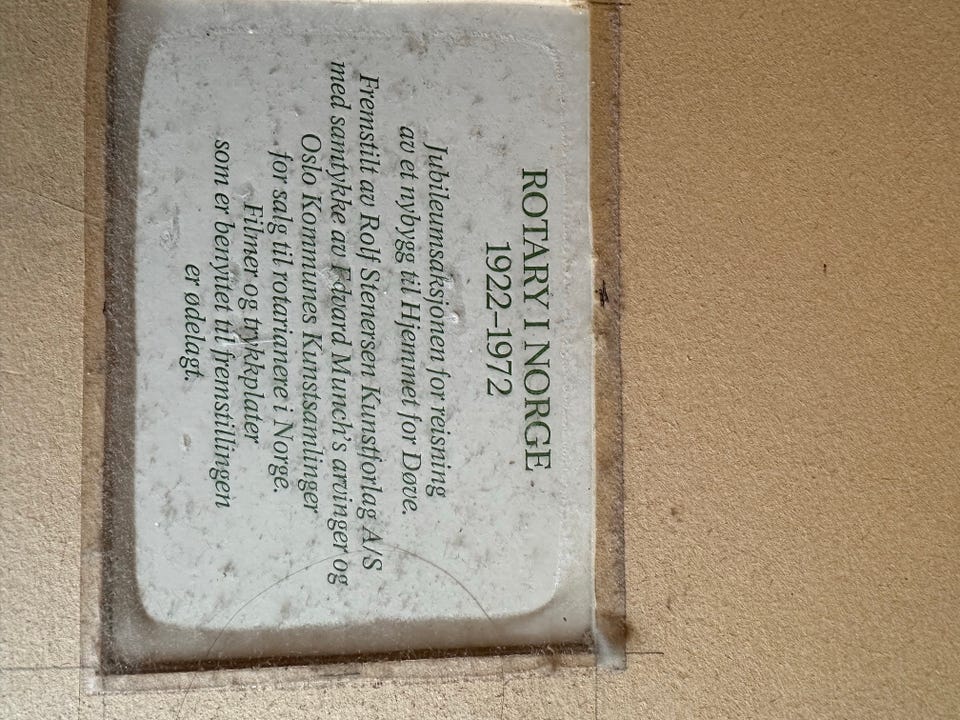 ROTARY I NORGE
1922–1972
Jubileumsaksjonen for reisning
av et nybygg til Hjemmet for Døve.
Fremstilt av Rolf Stenersen Kunstforlag A/S
med samtykke av Edvard Munch's arvinger og
Oslo Kommunes Kunstsamlinger
for salg til rotarianere i Norge.
Filmer og trykkplater
som er benyttet til fremstillingen
er ødelagt.